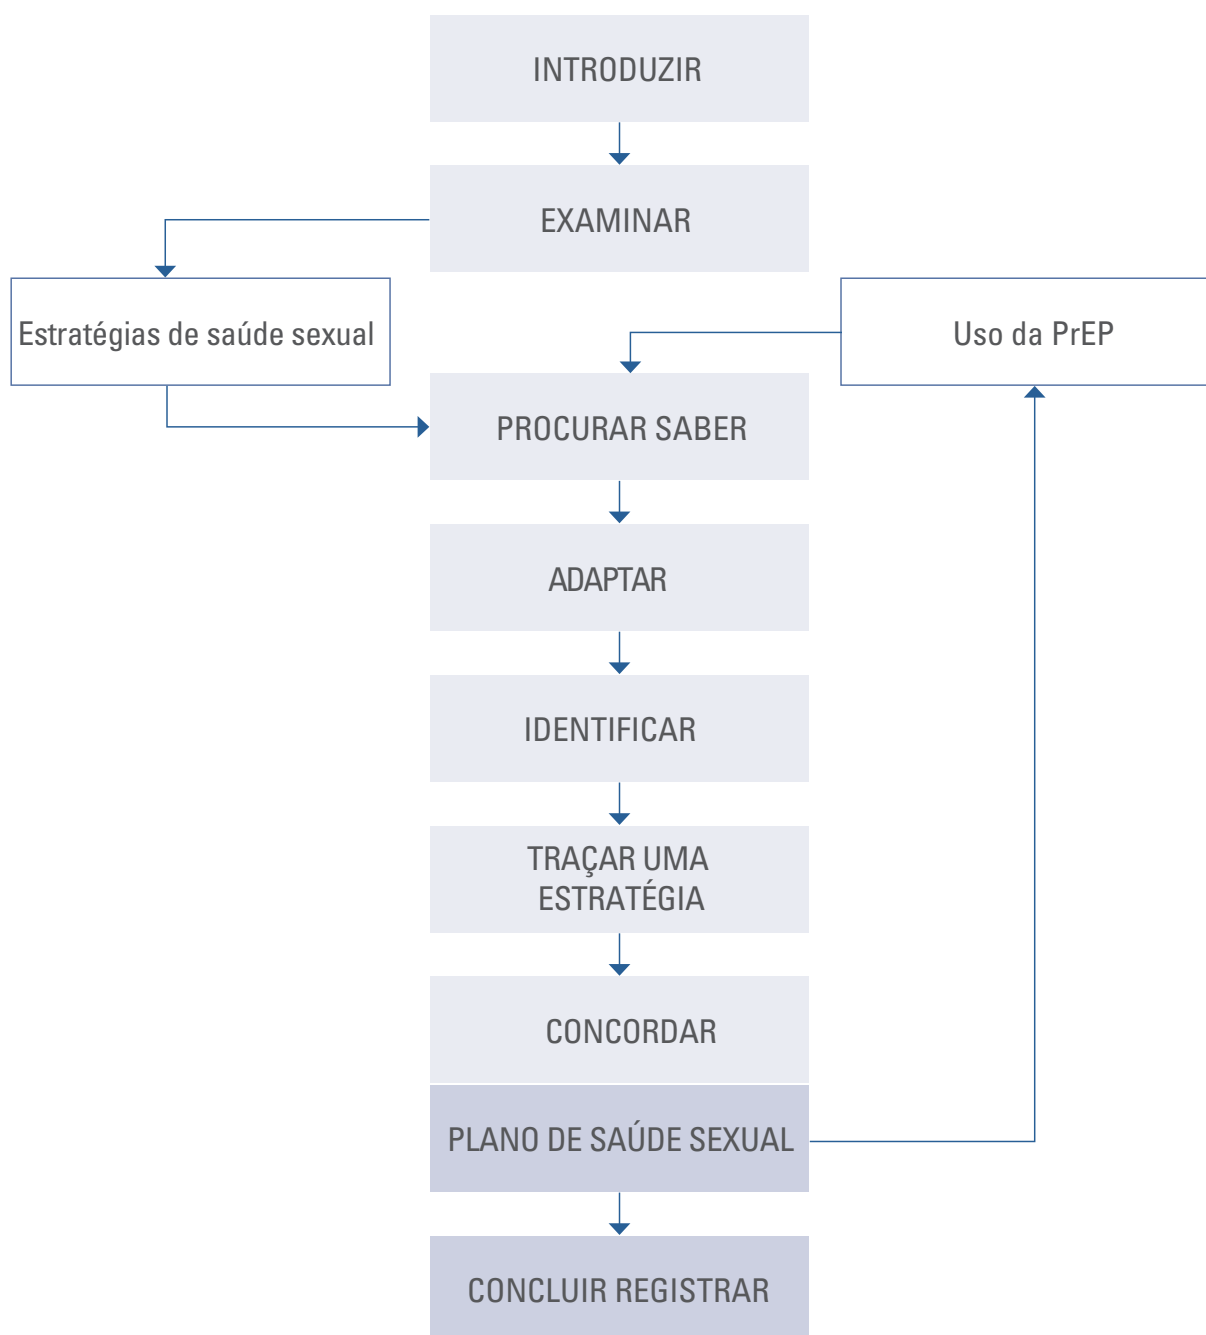 INTRODUZIR
EXAMINAR
Estratégias de saúde sexual
Uso da PrEP
PROCURAR SABER
ADAPTAR
IDENTIFICAR
TRAÇAR UMA
ESTRATÉGIA
CONCORDAR
PLANO DE SAÚDE SEXUAL
CONCLUIR REGISTRAR